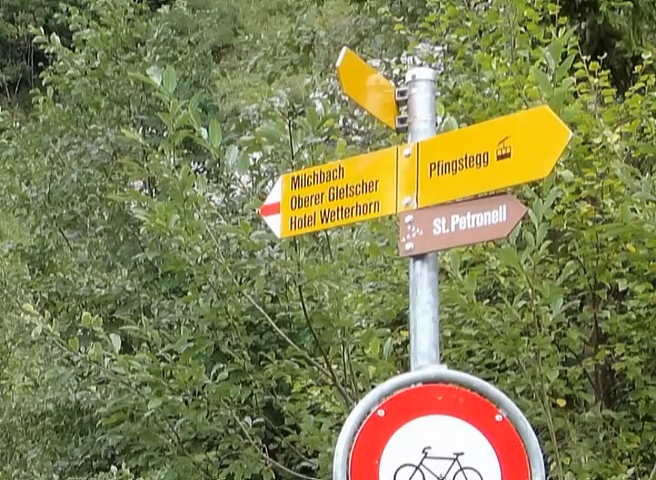 Milchbach
Oberer Gletscher
Hotel Wetterhorn
Pfingstegg
St. Petronell